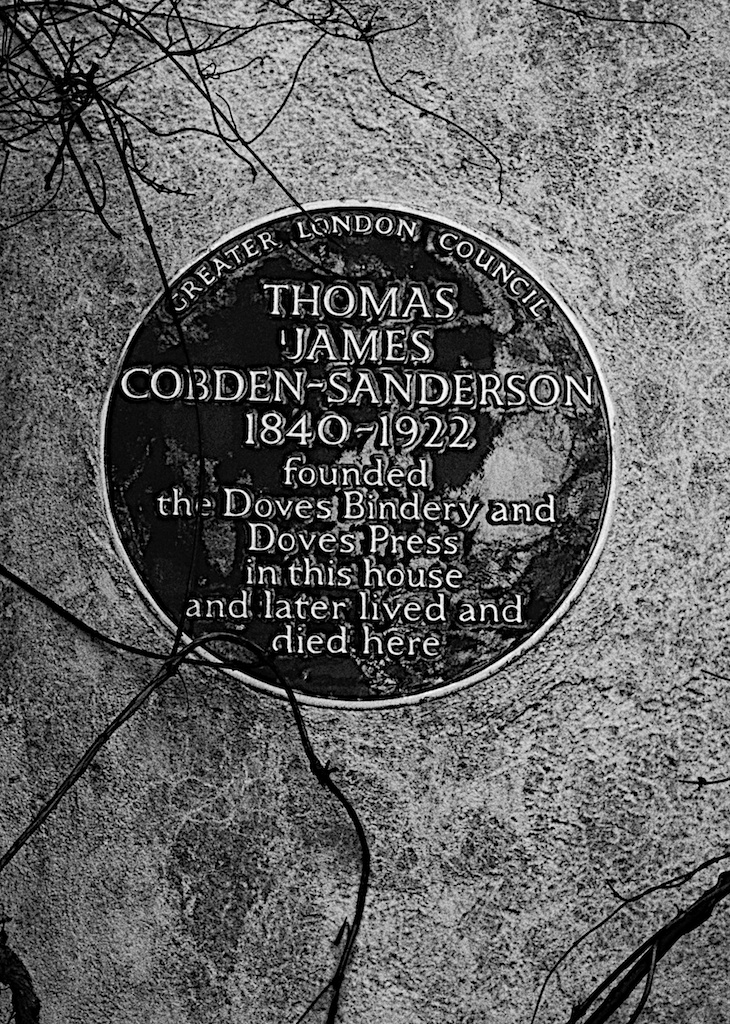 GREATER LONDON COUNCIL
THOMAS
JAMES
COBDEN-SANDERSON
1840-1922
founded
the Doves Bindery and
Doves Press
in this house
and later lived and
died here